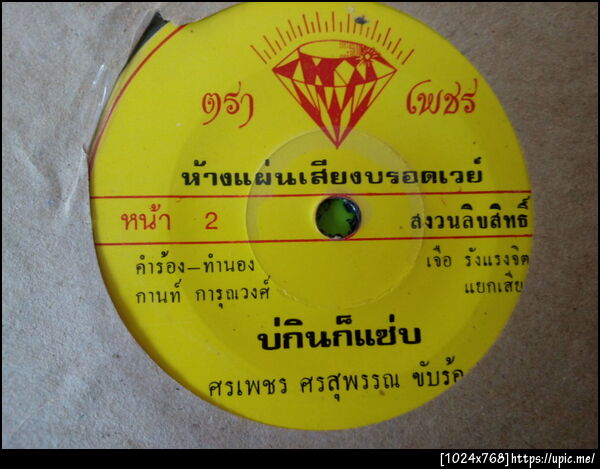 ตรา เพชร
ห้างแผ่นเสียงบรอดเวย์
หน้า 2 สงวนลิขสิทธิ์
คำร้อง-ทำนอง เจือ รังแรงจิต
กานท์ การุณวงศ์ แยกเสีย
บ่กินก็แซ่บ
ศรเพชร ศรสุพรรณ ขับร้อ
[1024x768]https://upic.me/